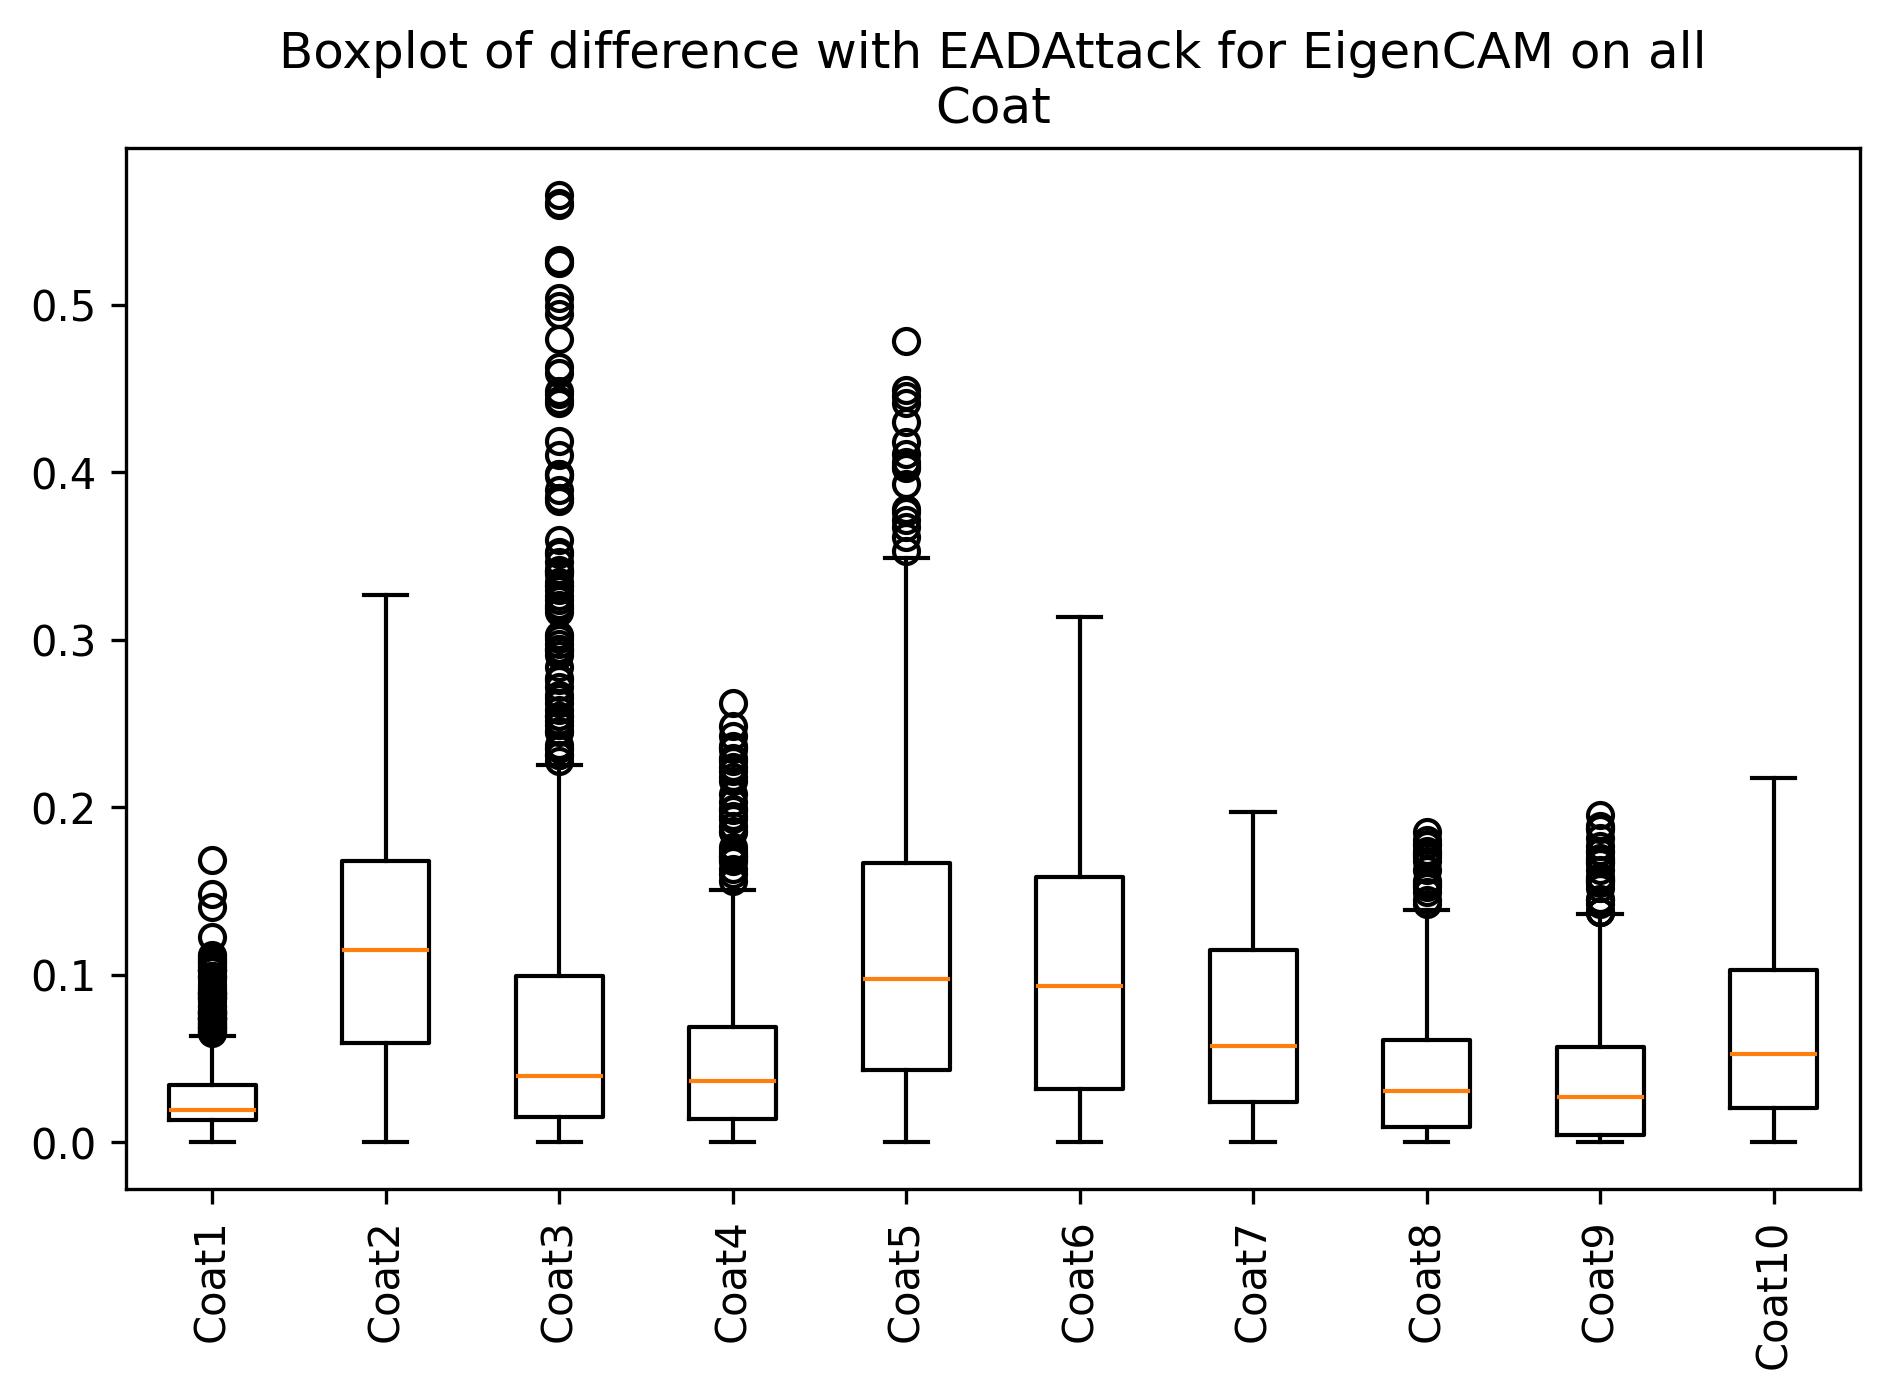 Boxplot of difference with EADAttack for EigenCAM on all
Coat
0.5
0.4
0.3
0.2
0.1
0.0
Coat1
Coat2
Coat3
Coat4
Coat5
Coat6
Coat7
Coat8
Coat9
Coat10